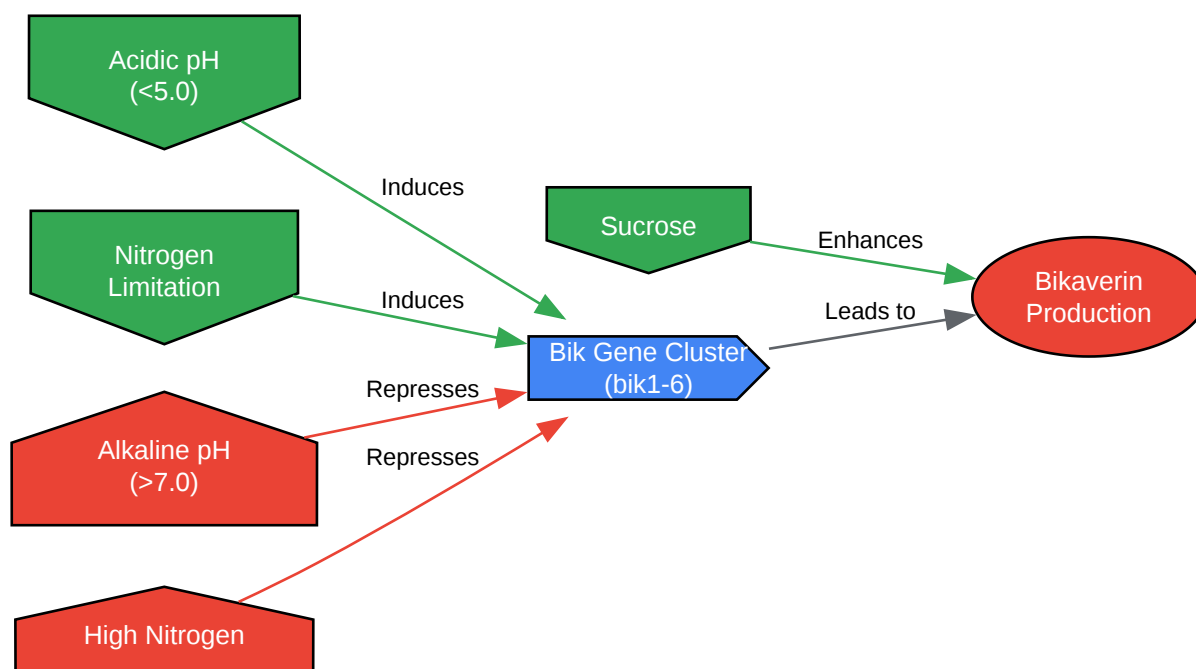 Acidic pH
(<5.0)
Induces
Nitrogen
Limitation
Induces
Sucrose
Enhances
Bikaverin
Production
Leads to
Bik Gene Cluster
(bik1-6)
Represses
Alkaline pH
(>7.0)
Represses
High Nitrogen